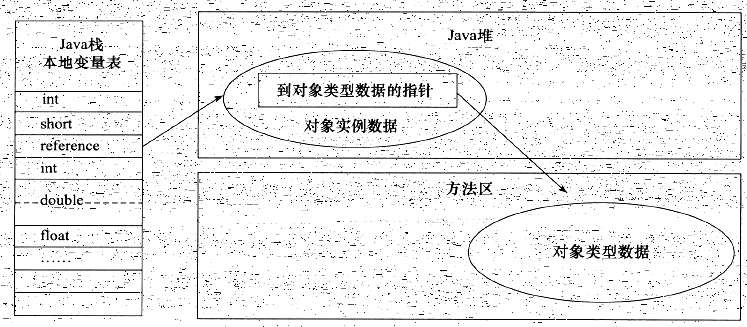 Java栈
本地变量表
int
short
reference
int
double
float
Java堆
到对象类型数据的指针
对象实例数据
方法区
对象类型数据